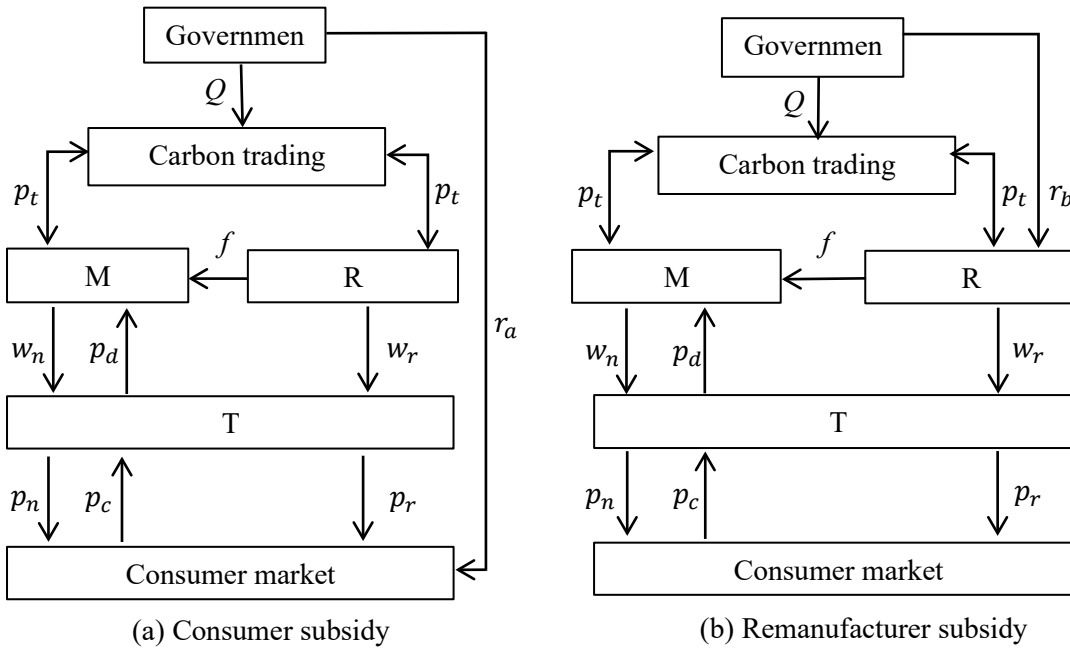 Governmen
Q
Carbon trading
p_t
p_t
f
M
R
r_a
w_n
p_d
w_r
T
p_n
p_c
p_r
Consumer market
(a) Consumer subsidy
Governmen
Q
Carbon trading
p_t
p_t
r_b
f
M
R
w_n
p_d
w_r
T
p_n
p_c
p_r
Consumer market
(b) Remanufacturer subsidy